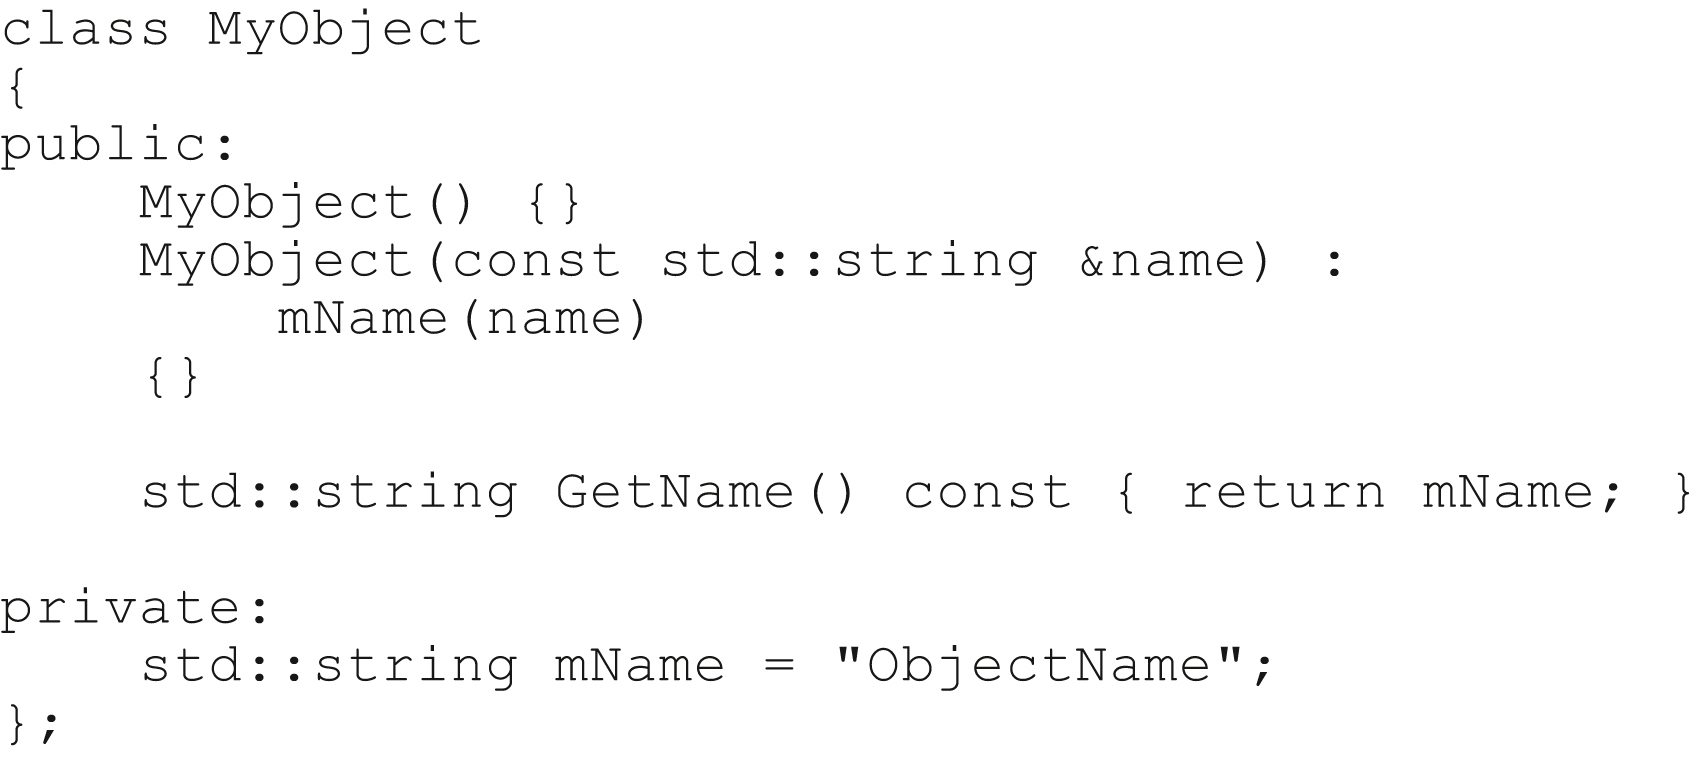 class MyObject
{
public:
    MyObject() {}
    MyObject(const std::string &name) :
        mName(name)
    {}

    std::string GetName() const { return mName; }

private:
    std::string mName = "ObjectName";
};